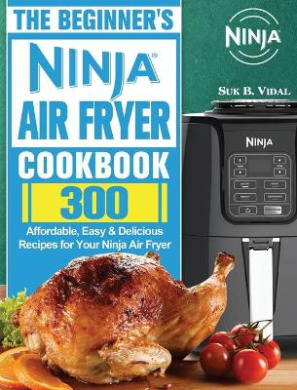 THE BEGINNER'S
NINJA®
AIR FRYER
COOKBOOK
300
Affordable, Easy & Delicious
Recipes for Your Ninja Air Fryer
NINJA
SUK B. VIDAL
NINJA